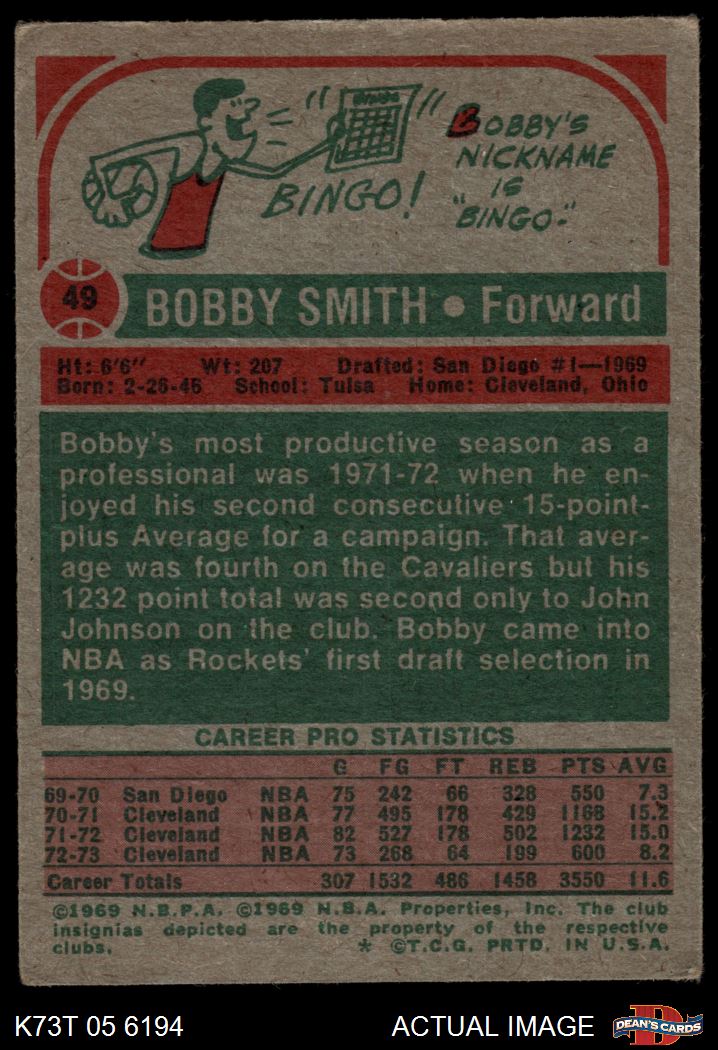 BINGO
BINGO!
BOBBY'S
NICKNAME
IS
"BINGO."
49
BOBBY SMITH • Forward
Ht: 6'6" Wt: 207 Drafted: San Diego #1—1969
Born: 2-26-46 School: Tulsa Home: Cleveland, Ohio
Bobby's most productive season as a
professional was 1971-72 when he en-
joyed his second consecutive 15-point-
plus Average for a campaign. That aver-
age was fourth on the Cavaliers but his
1232 point total was second only to John
Johnson on the club. Bobby came into
NBA as Rockets' first draft selection in
1969.
CAREER PRO STATISTICS
G FG FT REB PTS AVG
69-70 San Diego NBA 75 242 66 328 550 7.3
70-71 Cleveland NBA 77 495 178 429 1168 15.2
71-72 Cleveland NBA 82 527 178 502 1232 15.0
72-73 Cleveland NBA 73 268 64 199 600 8.2
Career Totals 307 1532 486 1458 3550 11.6
©1969 N.B.P.A. ©1969 N.B.A. Properties, Inc. The club
insignias depicted are the property of the respective
clubs. * ©T.C.G. PRTD. IN U.S.A.
K73T 05 6194 ACTUAL IMAGE DEAN'S CARDS